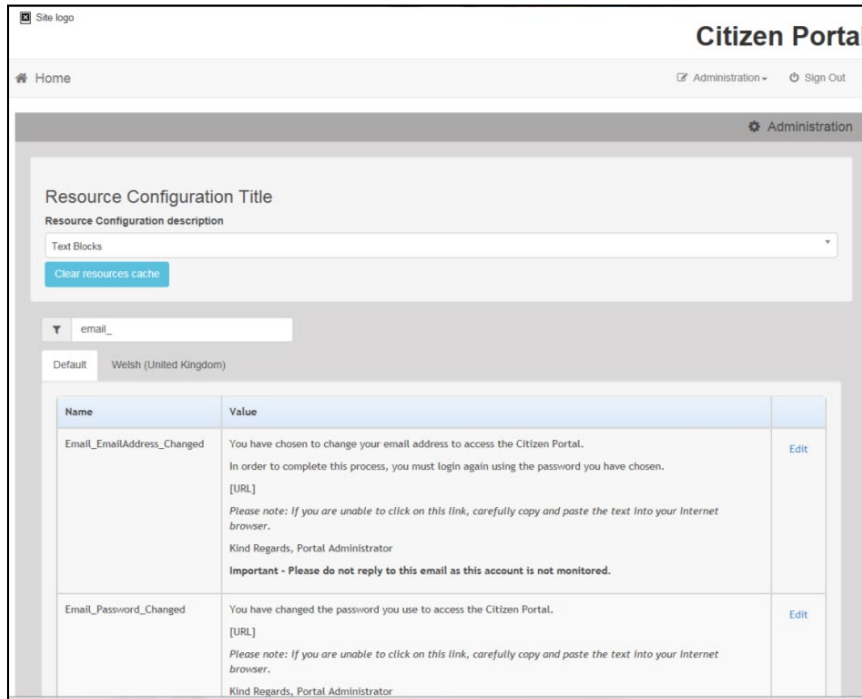 Site logo
Citizen Portal
Home
Administration
Sign Out
Administration
Resource Configuration Title
Resource Configuration description
Text Blocks
Clear resources cache
email_
Default
Welsh (United Kingdom)
Name
Value
Email_EmailAddress_Changed
You have chosen to change your email address to access the Citizen Portal.
Edit
In order to complete this process, you must login again using the password you have chosen.
[URL]
Please note: if you are unable to click on this link, carefully copy and paste the text into your internet
browser.
Kind Regards, Portal Administrator
Important - Please do not reply to this email as this account is not monitored.
Email_Password_Changed
You have changed the password you use to access the Citizen Portal.
Edit
[URL]
Please note: if you are unable to click on this link, carefully copy and paste the text into your internet
browser.
Kind Regards, Portal Administrator